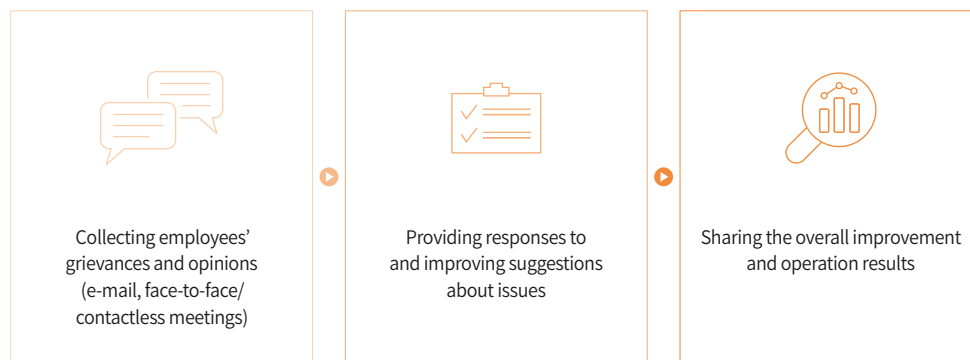 Collecting employees’
grievances and opinions
(e-mail, face-to-face/
contactless meetings)
Providing responses to
and improving suggestions
about issues
Sharing the overall improvement
and operation results